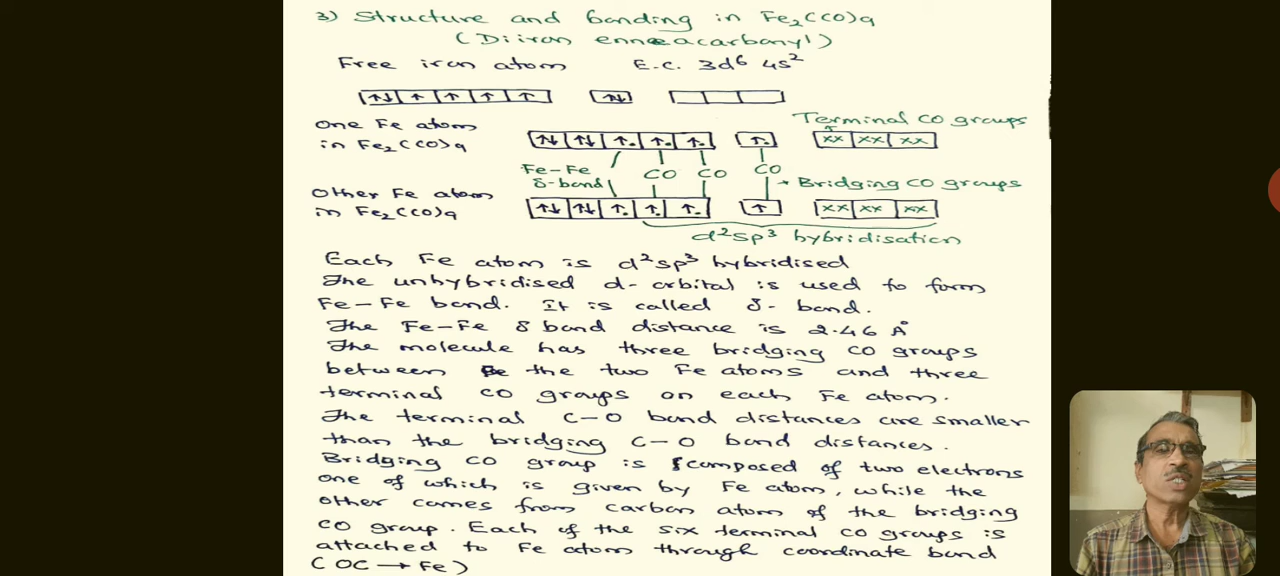 3) Structure and bonding in Fe₂(CO)9
(Diiron enneacarbonyl)
Free iron atom E.C. 3d⁶ 4s²
One Fe atom
in Fe₂(CO)9
Terminal CO groups
Fe-Fe
δ-bond
CO CO CO
Bridging CO groups
Other Fe atom
in Fe₂(CO)9
d²sp³ hybridisation
Each Fe atom is d²sp³ hybridised
The unhybridised d-orbital is used to form
Fe-Fe bond. It is called δ-bond.
The Fe-Fe δ bond distance is 2.46 Å
The molecule has three bridging CO groups
between the two Fe atoms and three
terminal CO groups on each Fe atom.
The terminal C-O bond distances are smaller
than the bridging C-O bond distances.
Bridging CO group is composed of two electrons
one of which is given by Fe atom, while the
other comes from carbon atom of the bridging
CO group. Each of the six terminal CO groups is
attached to Fe atom through coordinate bond
(OC → Fe)